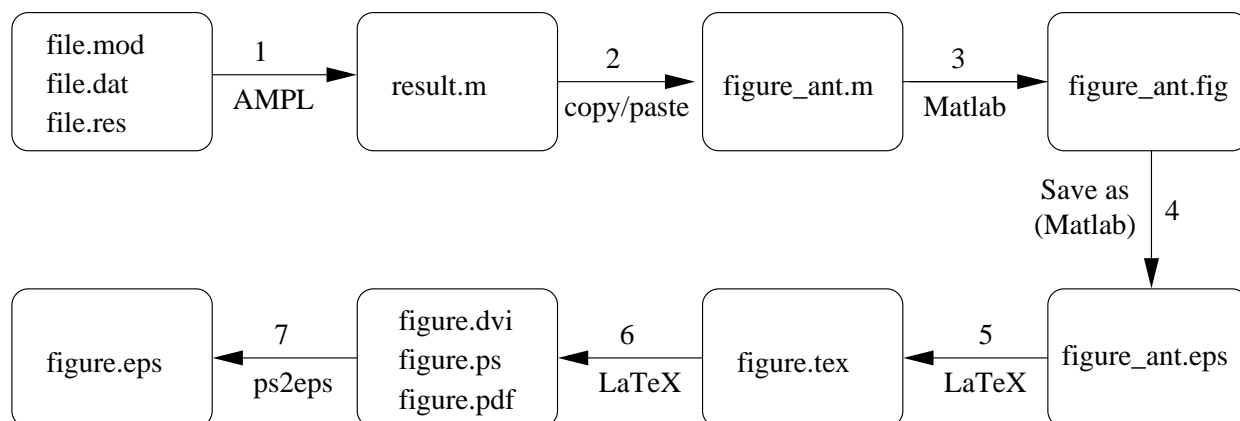 file.mod
file.dat
file.res
1
AMPL
result.m
2
copy/paste
figure_ant.m
3
Matlab
figure_ant.fig
Save as
(Matlab)
4
figure_ant.eps
5
LaTeX
figure.tex
6
LaTeX
figure.dvi
figure.ps
figure.pdf
7
ps2eps
figure.eps